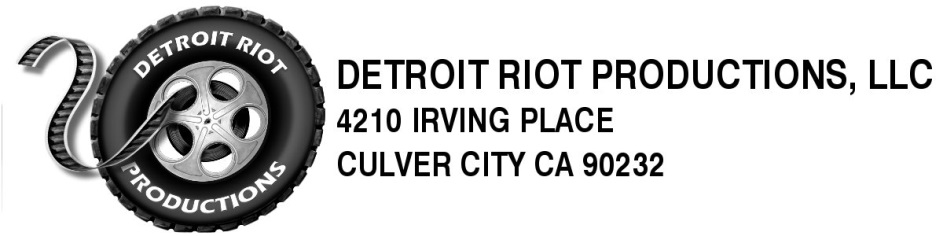 DETROIT RIOT
PRODUCTIONS
DETROIT RIOT PRODUCTIONS, LLC
4210 IRVING PLACE
CULVER CITY CA 90232